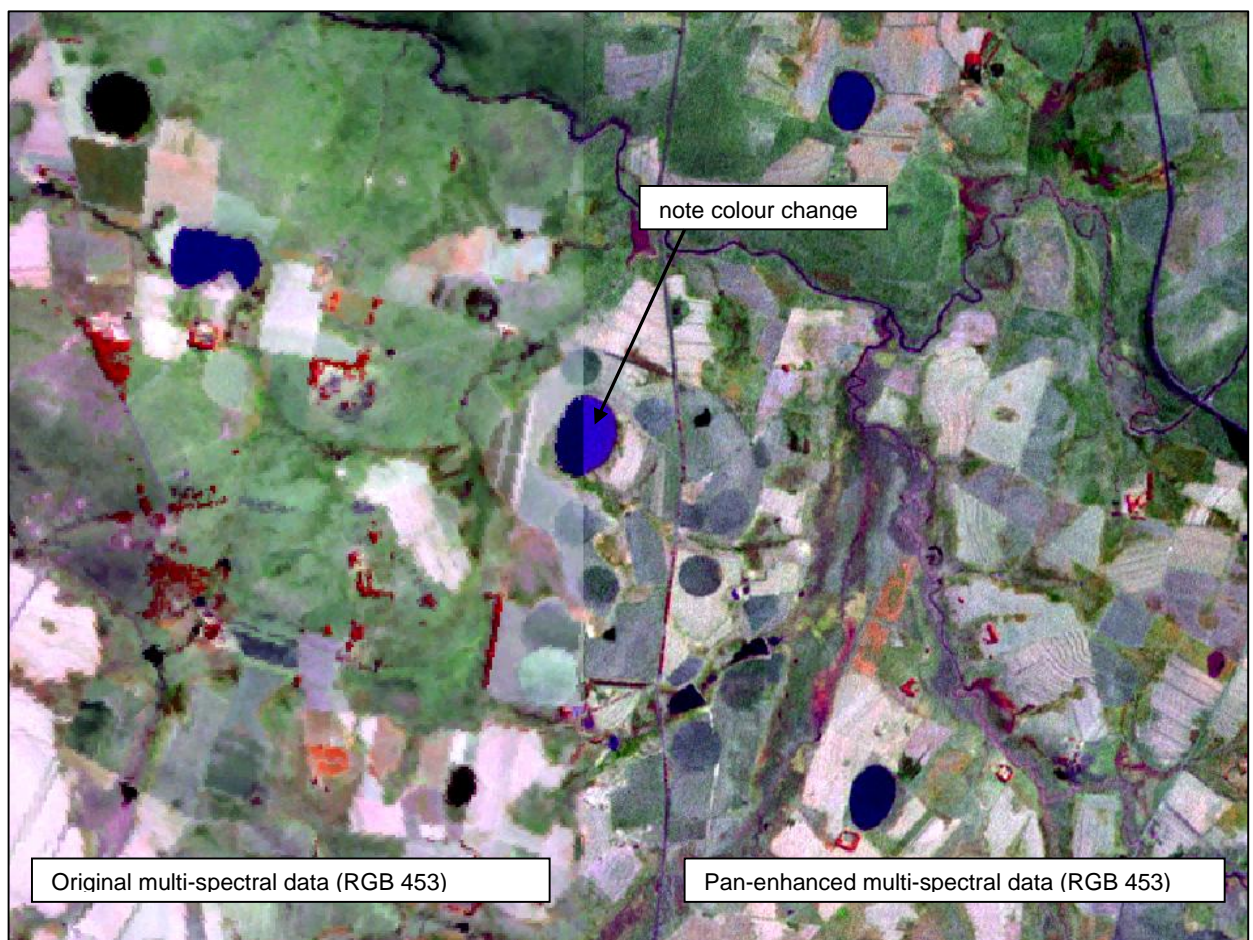 note colour change
Original multi-spectral data (RGB 453)
Pan-enhanced multi-spectral data (RGB 453)